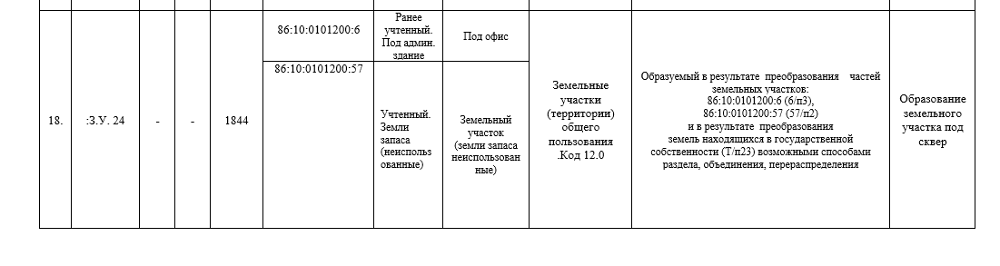 18.
:З.У. 24
-
-
1844
86:10:0101200:6
Ранее
учтенный.
Под админ.
здание
Под офис
86:10:0101200:57
Учтенный.
Земли
запаса
(неисполь­з
ованные)
Земельный
участок
(земли запаса
неиспользован
ные)
Земельные
участки
(территории)
общего
пользования
.Код 12.0
Образуемый в результате преобразования частей
земельных участков:
86:10:0101200:6 (6/п3),
86:10:0101200:57 (57/п2)
и в результате преобразования
земель находящихся в государственной
собственности (Т/п23) возможными способами
раздела, объединения, перераспределения
Образование
земельного
участка под
сквер